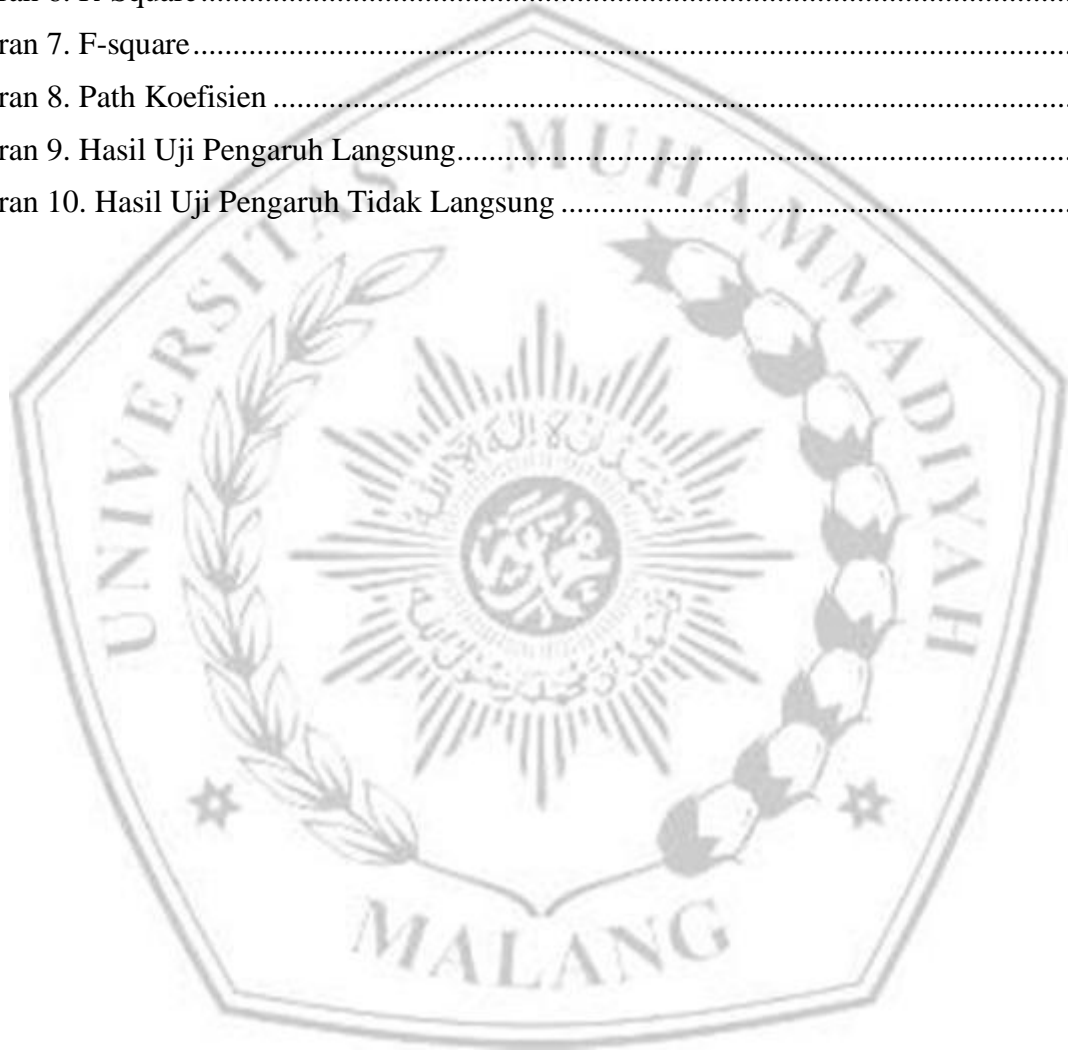 ran 7. F-square
ran 8. Path Koefisien
ran 9. Hasil Uji Pengaruh Langsung
ran 10. Hasil Uji Pengaruh Tidak Langsung
UNIVERSITAS MUHAMMADIYAH
MALANG